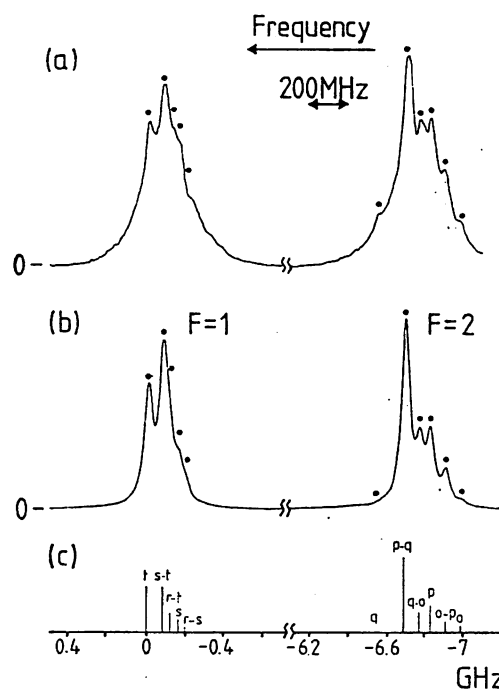 (a)
Frequency
200MHz
0
(b)
F=1
F=2
0
(c)
t s-t
r-t
s
r-s
q
p-q
q-o
p
o-p
o
0.4 0 -0.4 -6.2 -6.6 -7
GHz